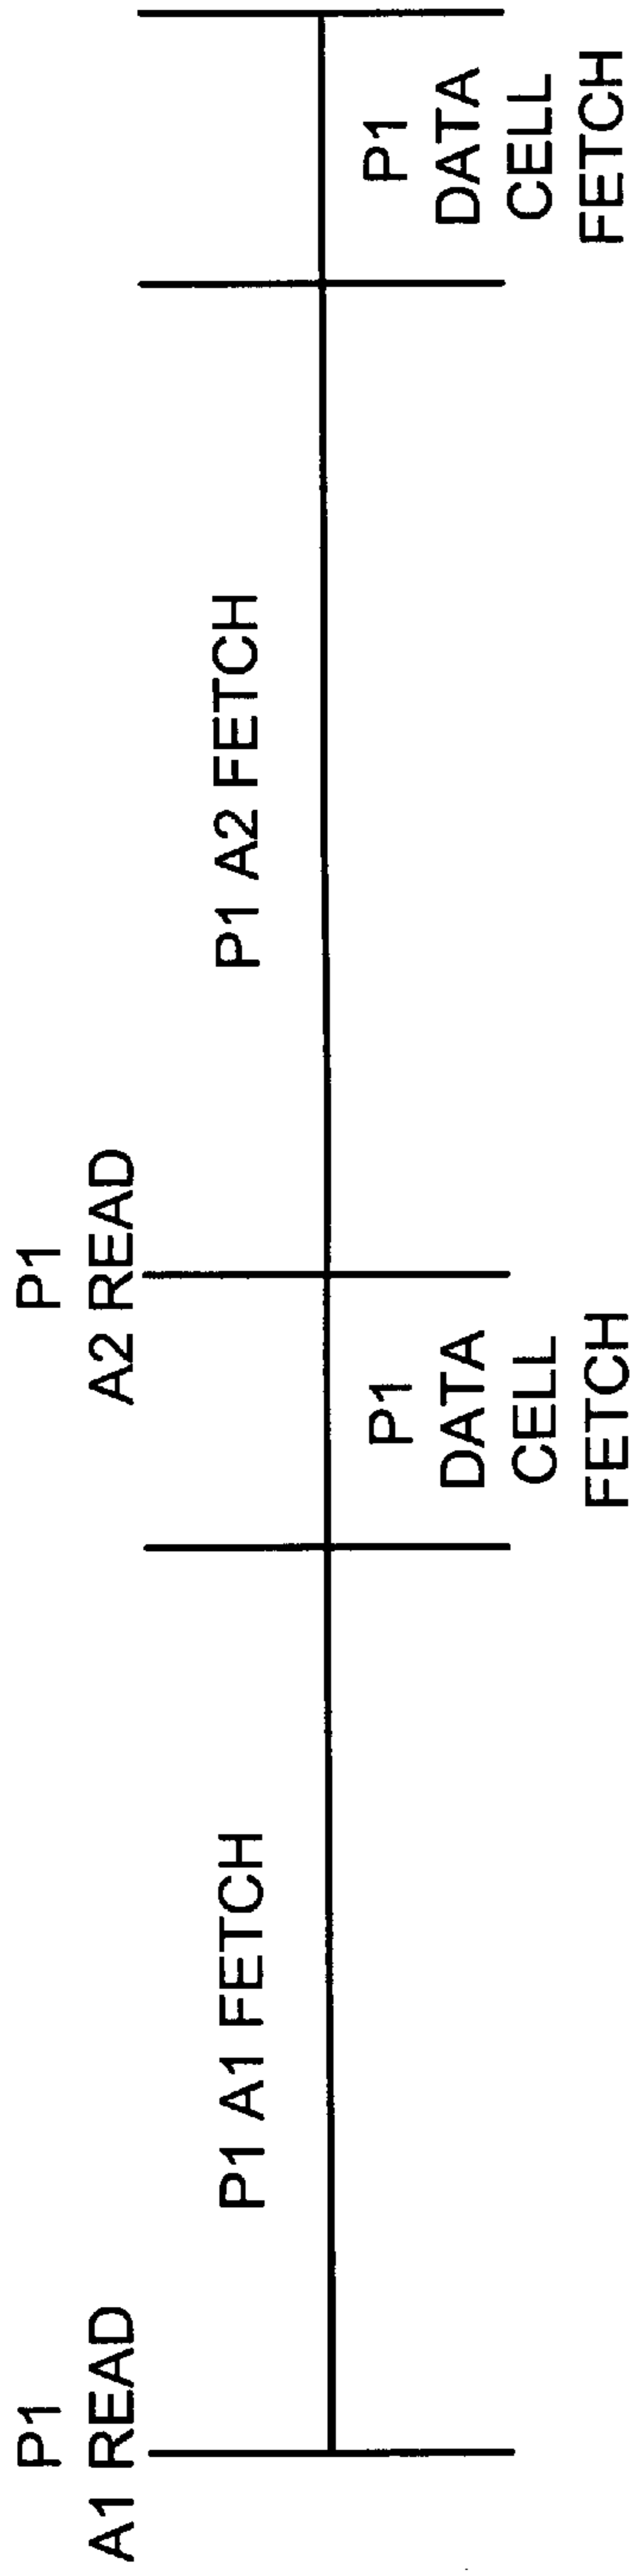 P1
A1 READ
P1 A1 FETCH
P1
DATA
CELL
FETCH
P1
A2 READ
P1 A2 FETCH
P1
DATA
CELL
FETCH